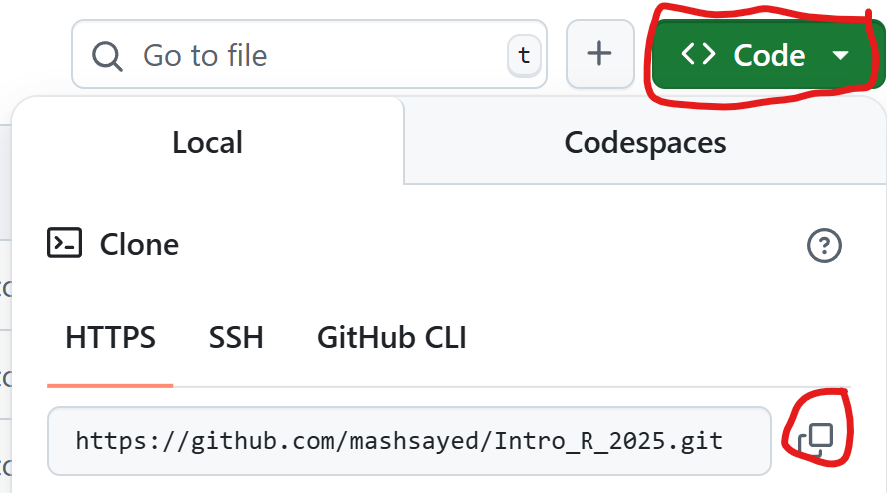 Go to file t + <> Code
Local Codespaces
Clone
HTTPS SSH GitHub CLI
https://github.com/mashsayed/Intro_R_2025.git